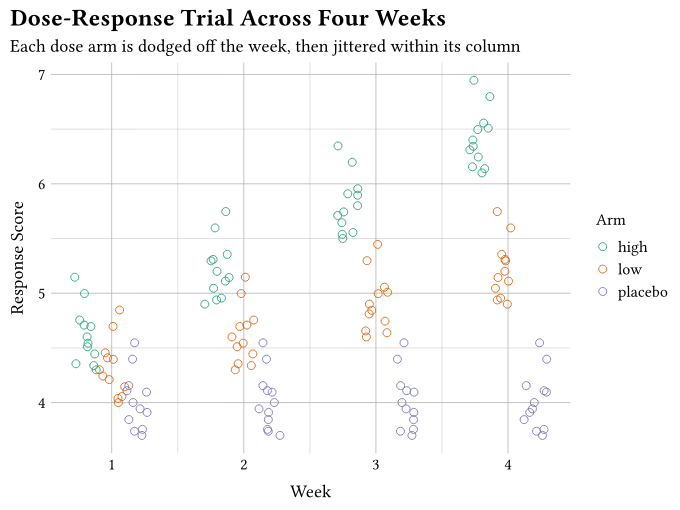 Dose-Response Trial Across Four Weeks
Each dose arm is dodged off the week, then jittered within its column
7
6
5
4
Response Score
1 2 3 4
Week
Arm
high
low
placebo